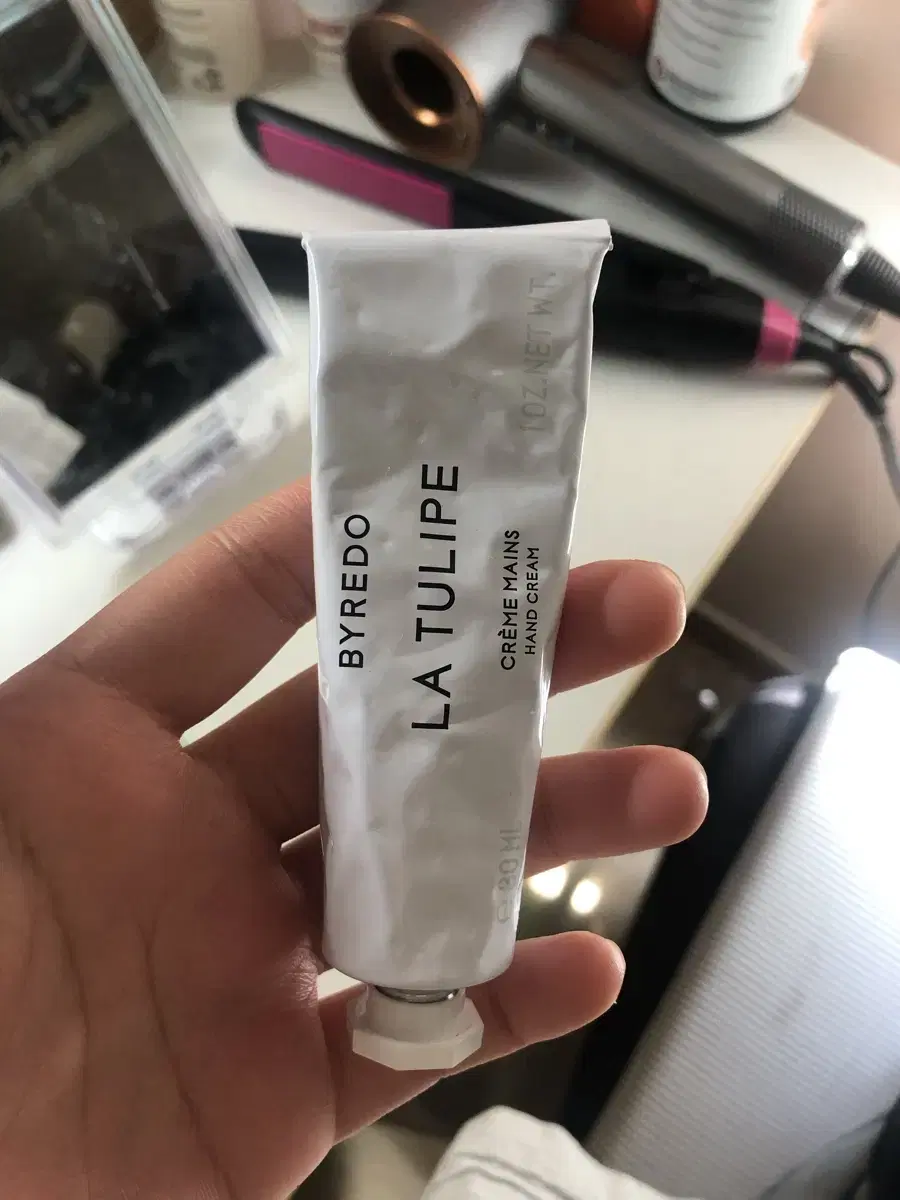 BYREDO
LA TULIPE
CRÈME MAINS
HAND CREAM
1 OZ. NET WT.
℮ 30 ML